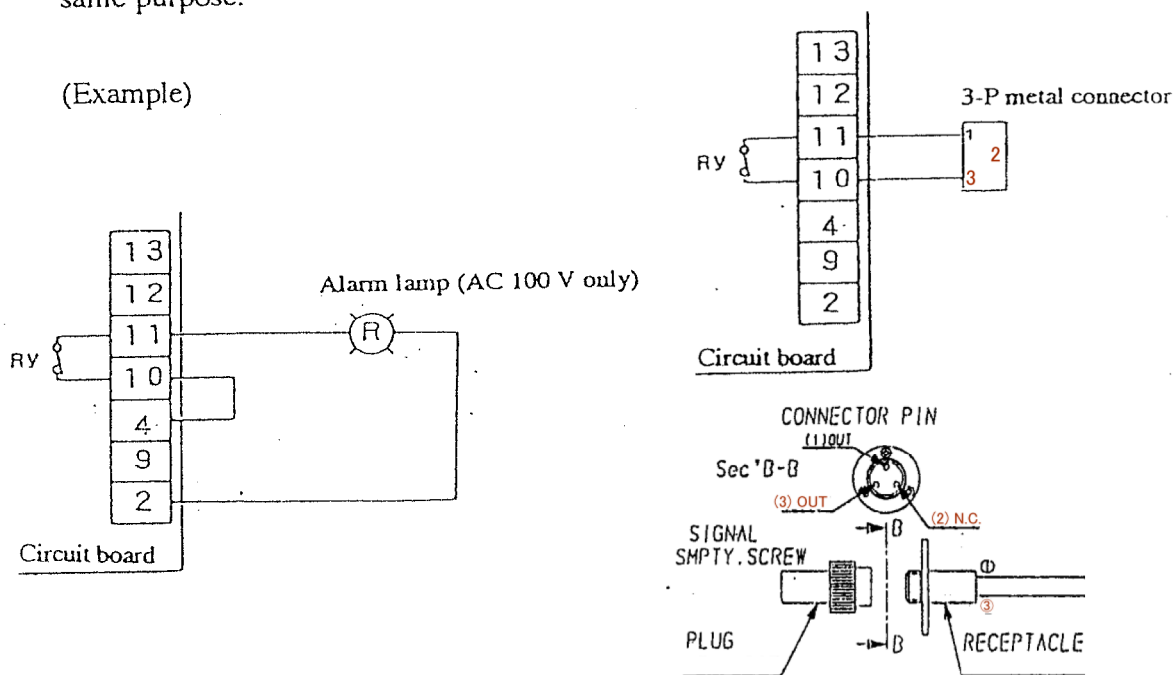 same purpose.
(Example)
13
12
11
10
4
9
2
RY
Alarm lamp (AC 100 V only)
R
Circuit board
13
12
11
10
4
9
2
RY
3-P metal connector
1
2
3
Circuit board
CONNECTOR PIN
(1)OUT
Sec'B-B
(3) OUT
(2) N.C.
B
SIGNAL
SMPTY.SCREW
①
③
PLUG
B
RECEPTACLE